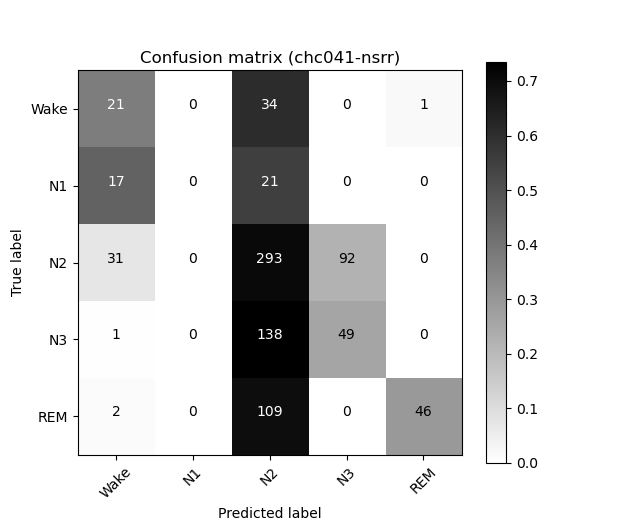 Confusion matrix (chc041-nsrr)
Wake 21 0 34 0 1
N1 17 0 21 0 0
N2 31 0 293 92 0
N3 1 0 138 49 0
REM 2 0 109 0 46
Wake N1 N2 N3 REM
Predicted label
True label
0.7
0.6
0.5
0.4
0.3
0.2
0.1
0.0